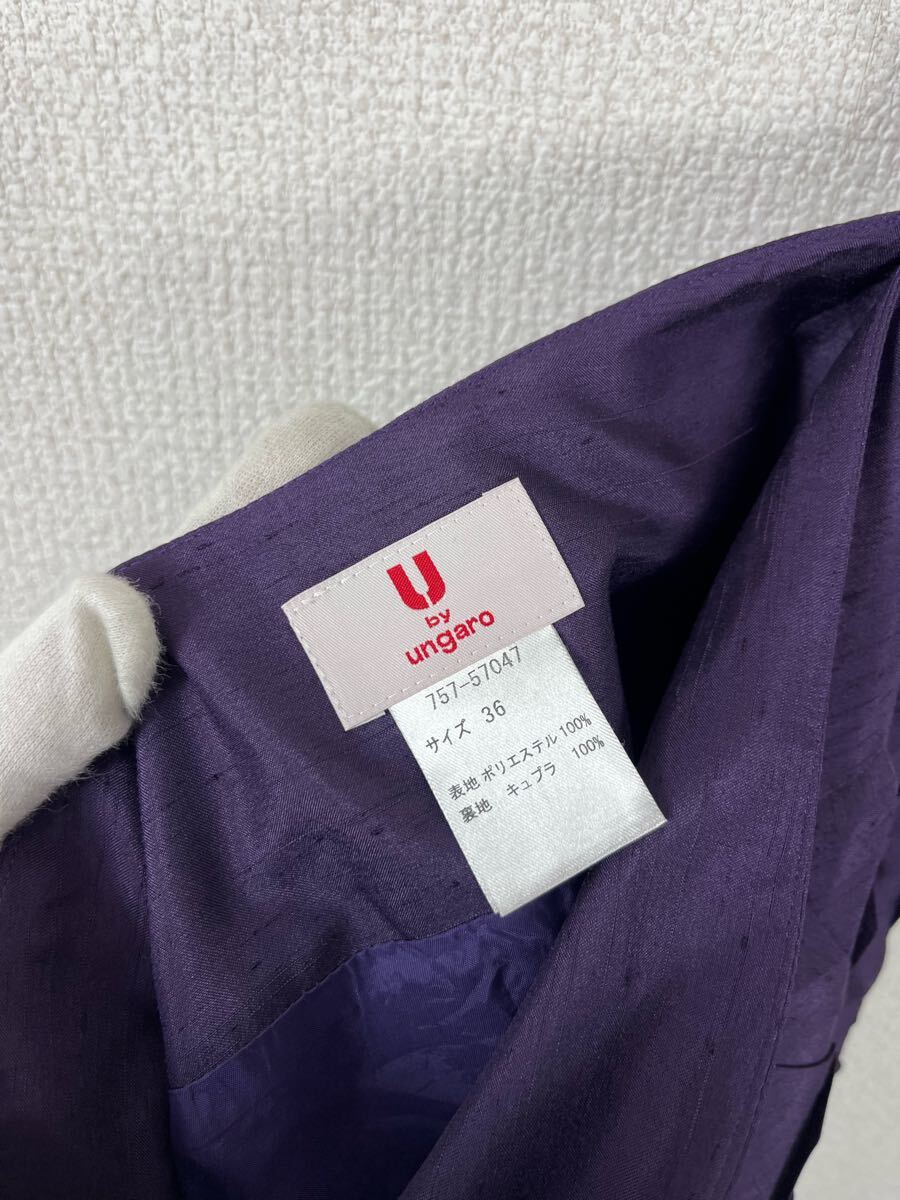 U
by
ungaro
757-57047
サイズ 36
表地 ポリエステル 100%
裏地 キュプラ 100%